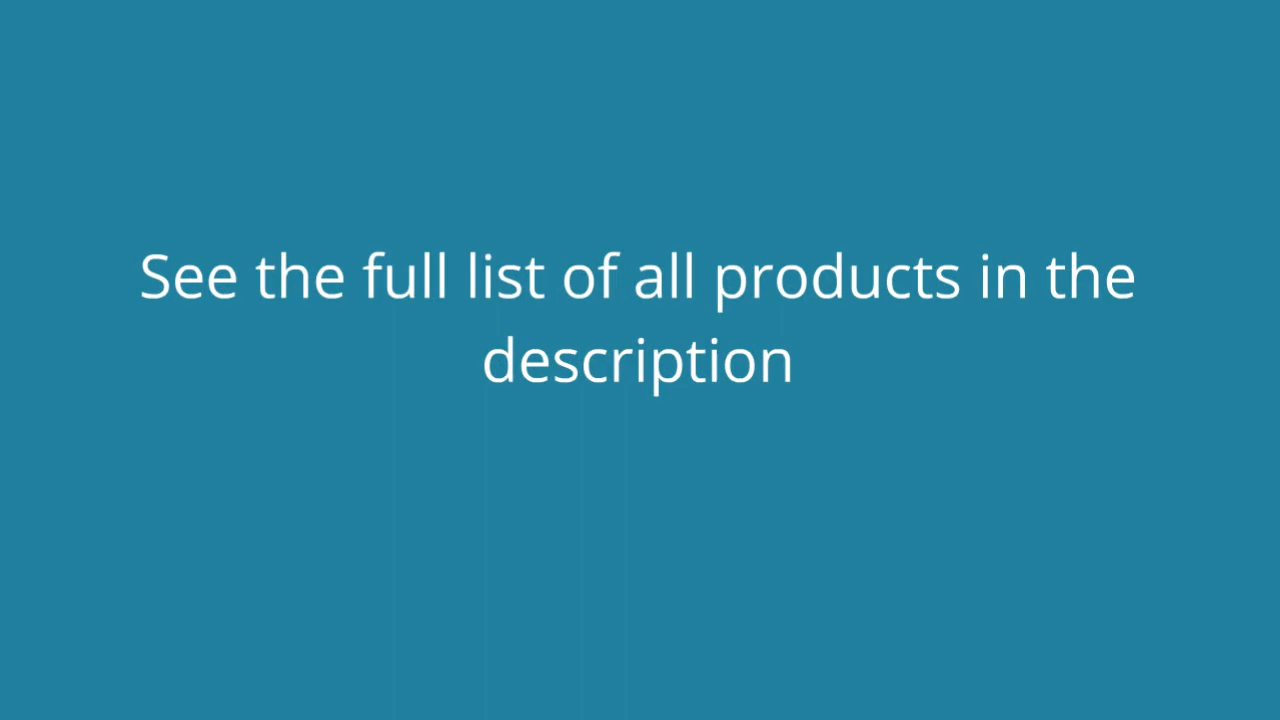 See the full list of all products in the
description